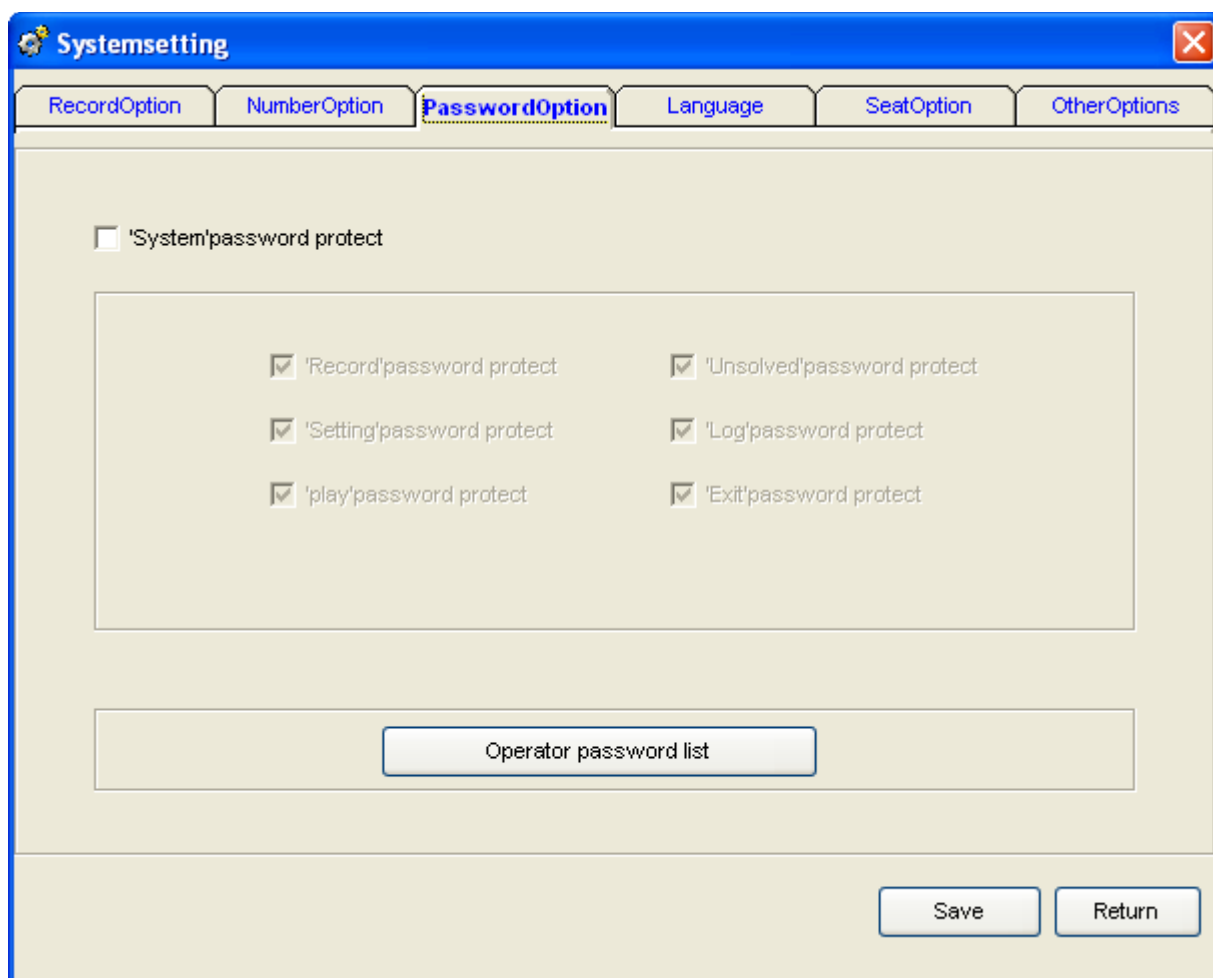 Systemsetting
RecordOption NumberOption PasswordOption Language SeatOption OtherOptions
'System'password protect
'Record'password protect 'Unsolved'password protect
'Setting'password protect 'Log'password protect
'play'password protect 'Exit'password protect
Operator password list
Save Return